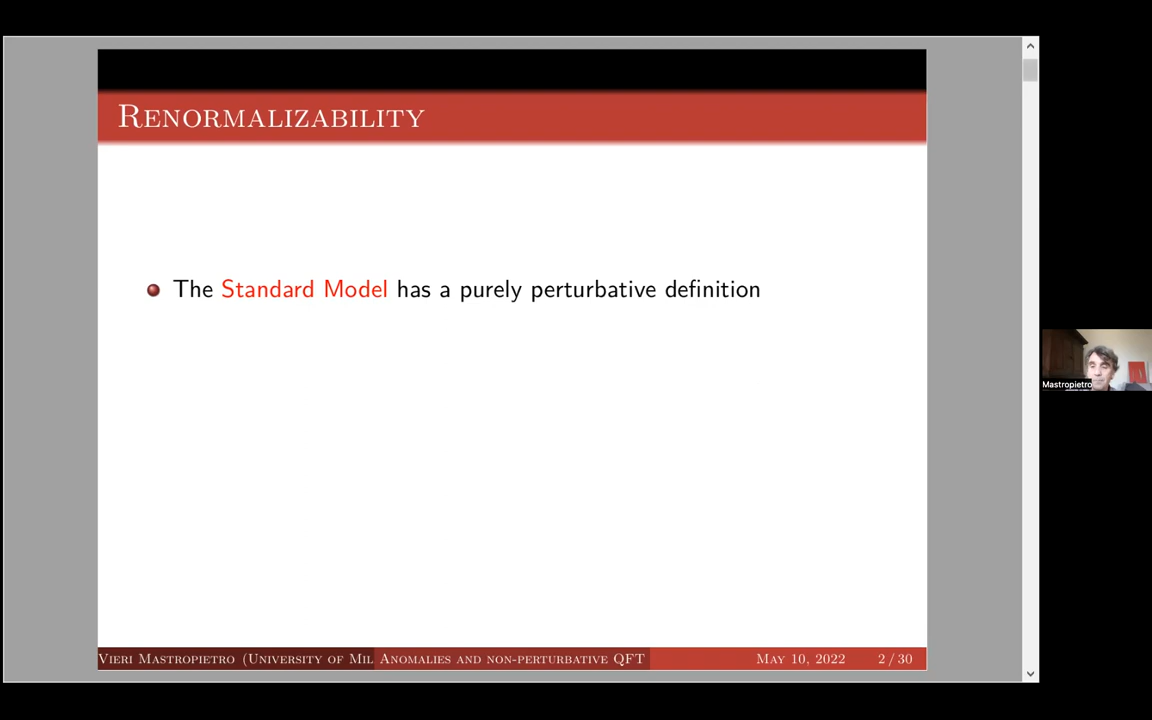 RENORMALIZABILITY
The Standard Model has a purely perturbative definition
Mastropietro
VIERI MASTROPIETRO (UNIVERSITY OF MIL ANOMALIES AND NON-PERTURBATIVE QFT MAY 10, 2022 2 / 30